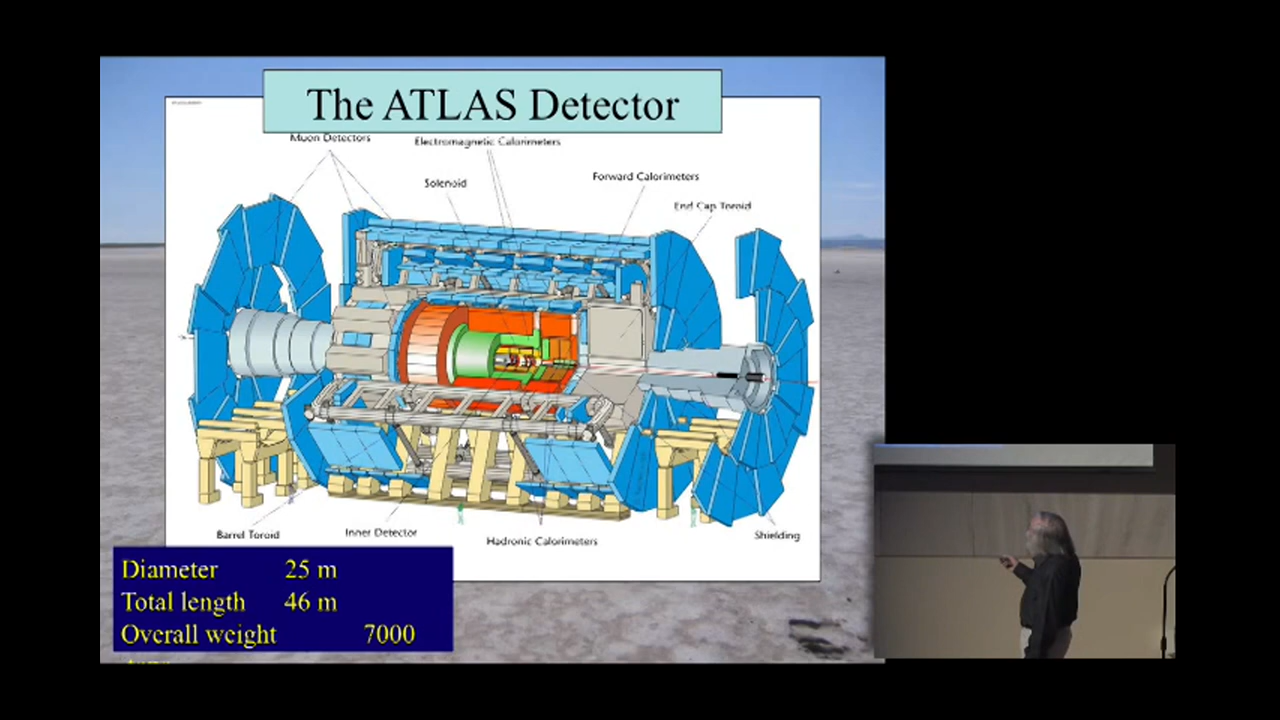 The ATLAS Detector
Muon Detectors
Electromagnetic Calorimeters
Solenoid
Forward Calorimeters
End Cap Toroid
Barrel Toroid
Inner Detector
Hadronic Calorimeters
Shielding
Diameter 25 m
Total length 46 m
Overall weight 7000